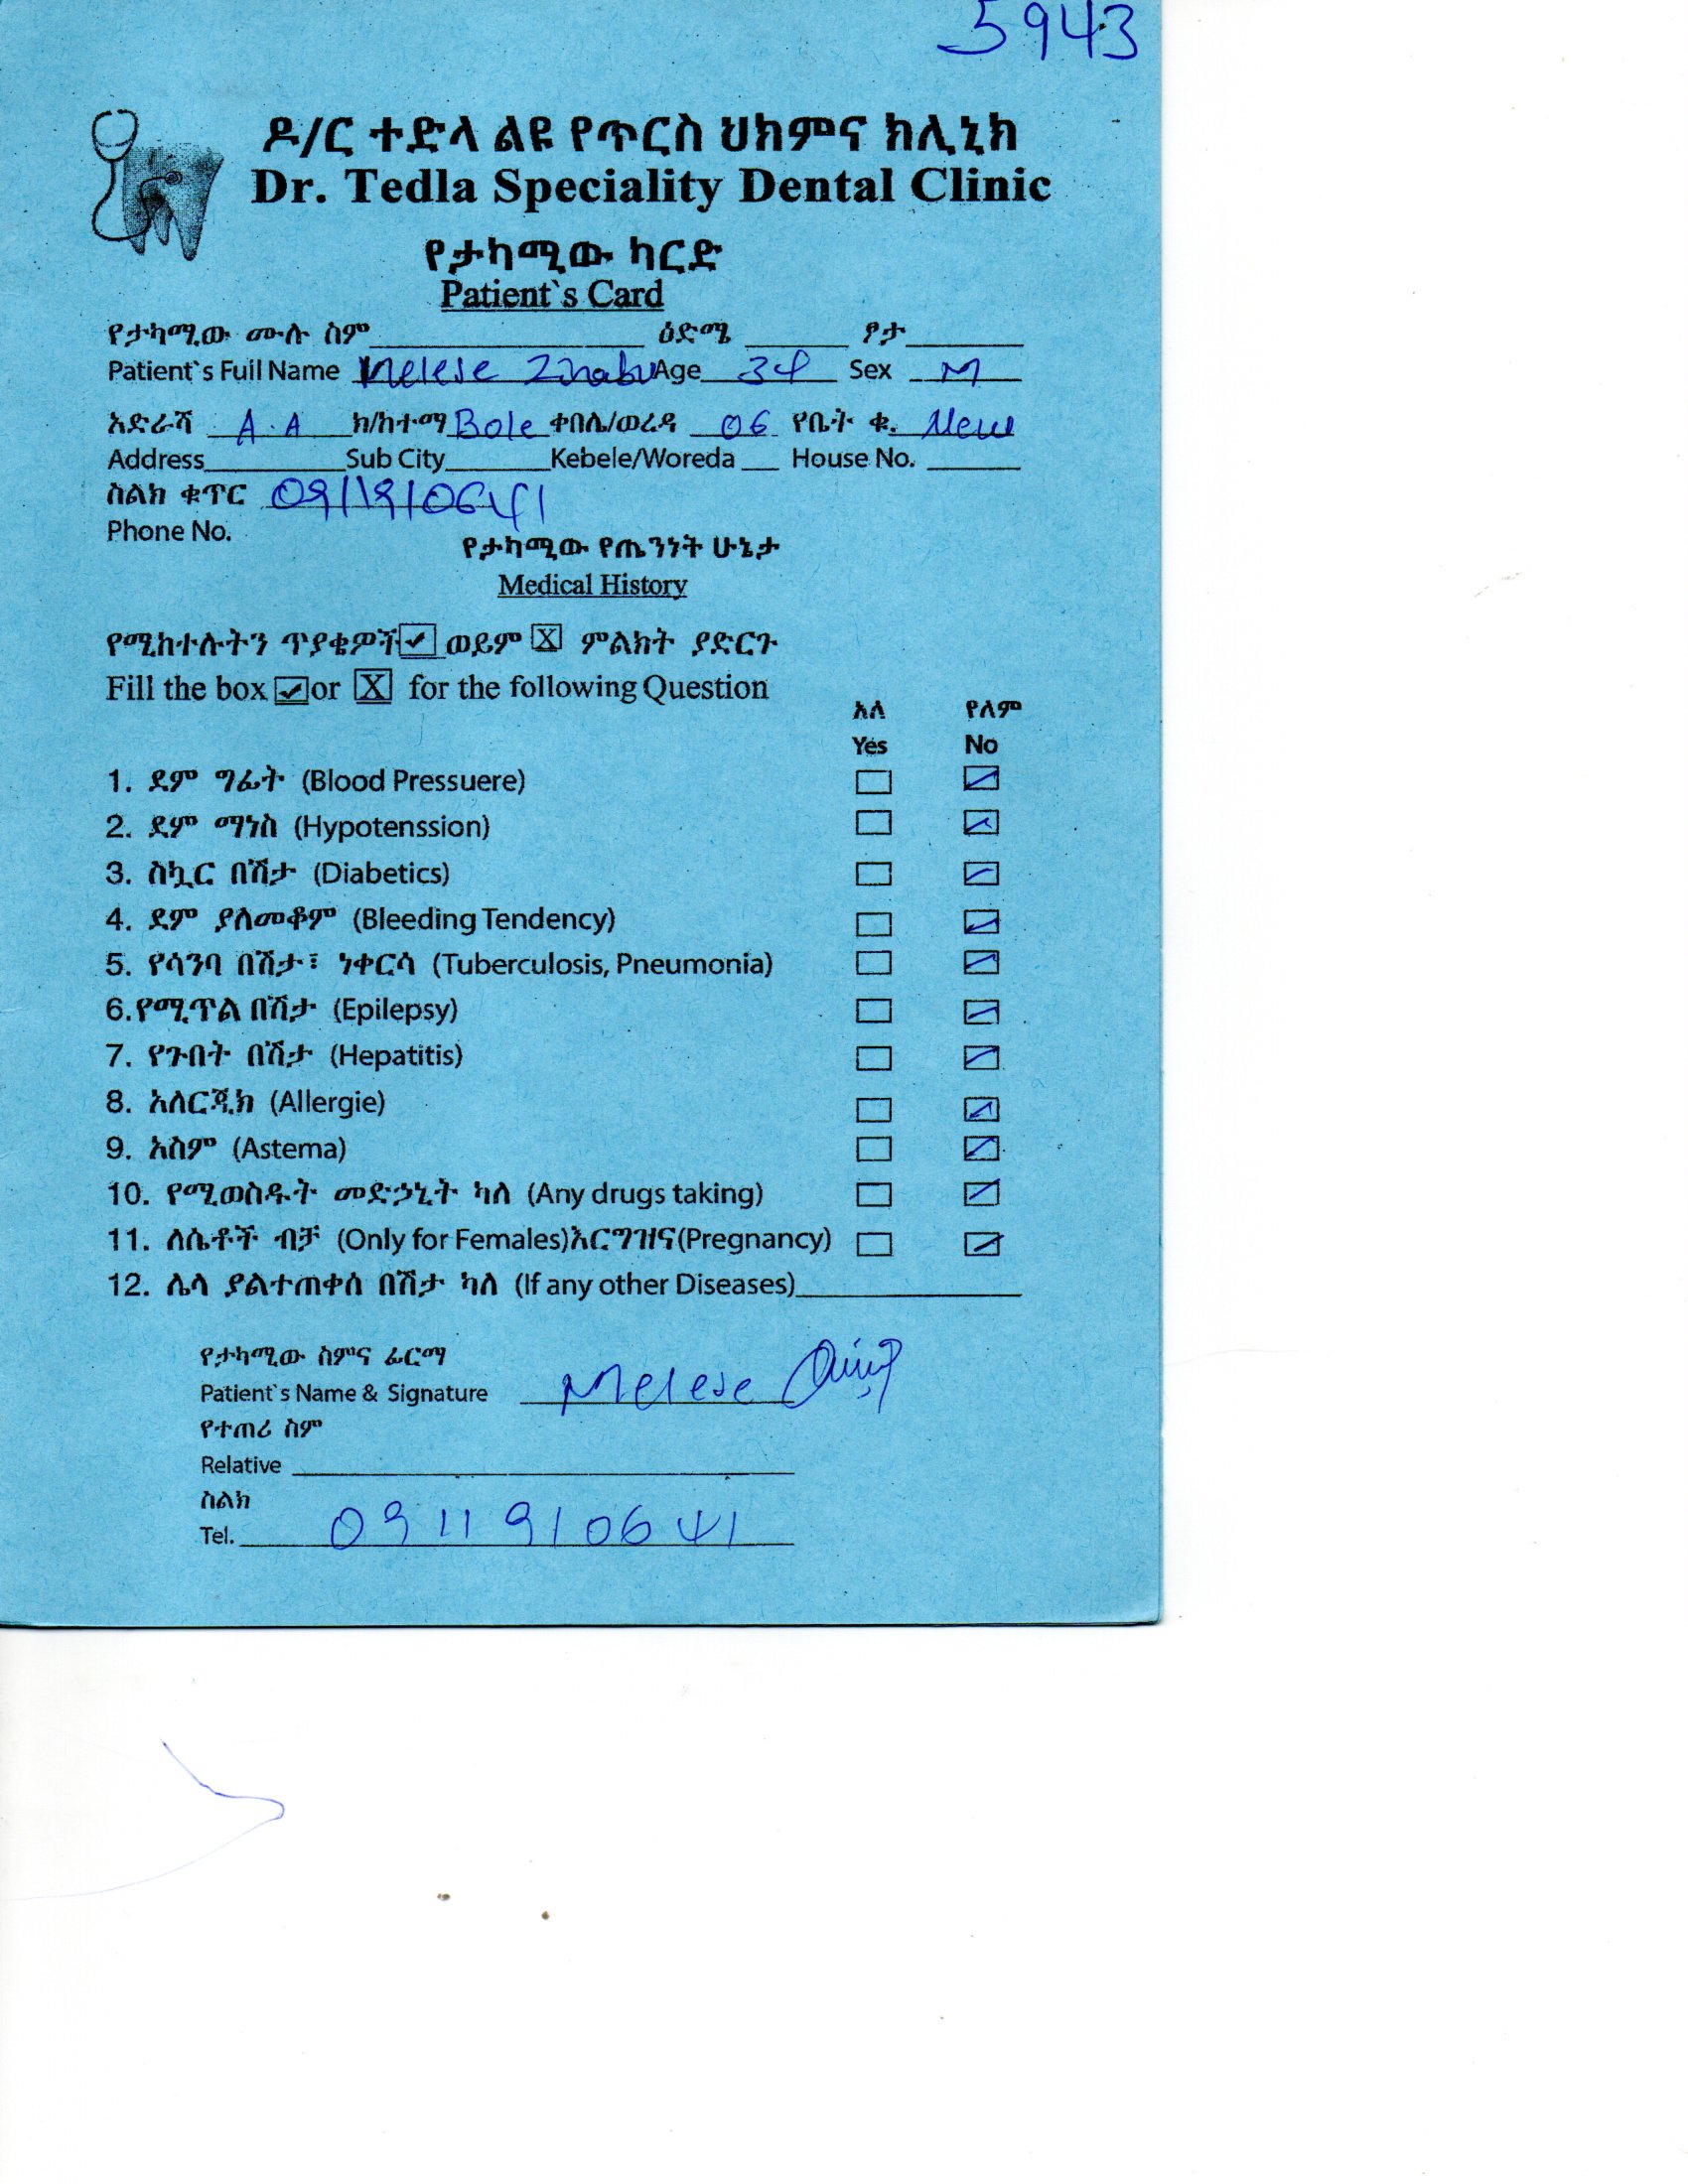 5943
ዶ/ር ተድላ ልዩ የጥርስ ህክምና ክሊኒክ
Dr. Tedla Speciality Dental Clinic
የታካሚው ካርድ
Patient`s Card
የታካሚው ሙሉ ስም ዕድሜ ፆታ
Patient`s Full Name Melese Zinabu Age 34 Sex M
አድራሻ A.A ክ/ከተማ Bole ቀበሌ/ወረዳ 06 የቤት ቁ. New
Address Sub City Kebele/Woreda House No.
ስልክ ቁጥር 0911910641
Phone No.
የታካሚው የጤንነት ሁኔታ
Medical History
የሚከተሉትን ጥያቄዎች ✓ ወይም X ምልክት ያድርጉ
Fill the box ✓ or X for the following Question
አለ የለም
Yes No
1. ደም ግፊት (Blood Pressuere)
2. ደም ማነስ (Hypotenssion)
3. ስኳር በሽታ (Diabetics)
4. ደም ያለመቆም (Bleeding Tendency)
5. የሳንባ በሽታ፣ ነቀርሳ (Tuberculosis, Pneumonia)
6.የሚጥል በሽታ (Epilepsy)
7. የጉበት በሽታ (Hepatitis)
8. አለርጂክ (Allergie)
9. አስም (Astema)
10. የሚወስዱት መድኃኒት ካለ (Any drugs taking)
11. ለሴቶች ብቻ (Only for Females)እርግዝና(Pregnancy)
12. ሌላ ያልተጠቀሰ በሽታ ካለ (If any other Diseases)
የታካሚው ስምና ፊርማ
Patient`s Name & Signature Melese
የተጠሪ ስም
Relative
ስልክ
Tel. 0911910641